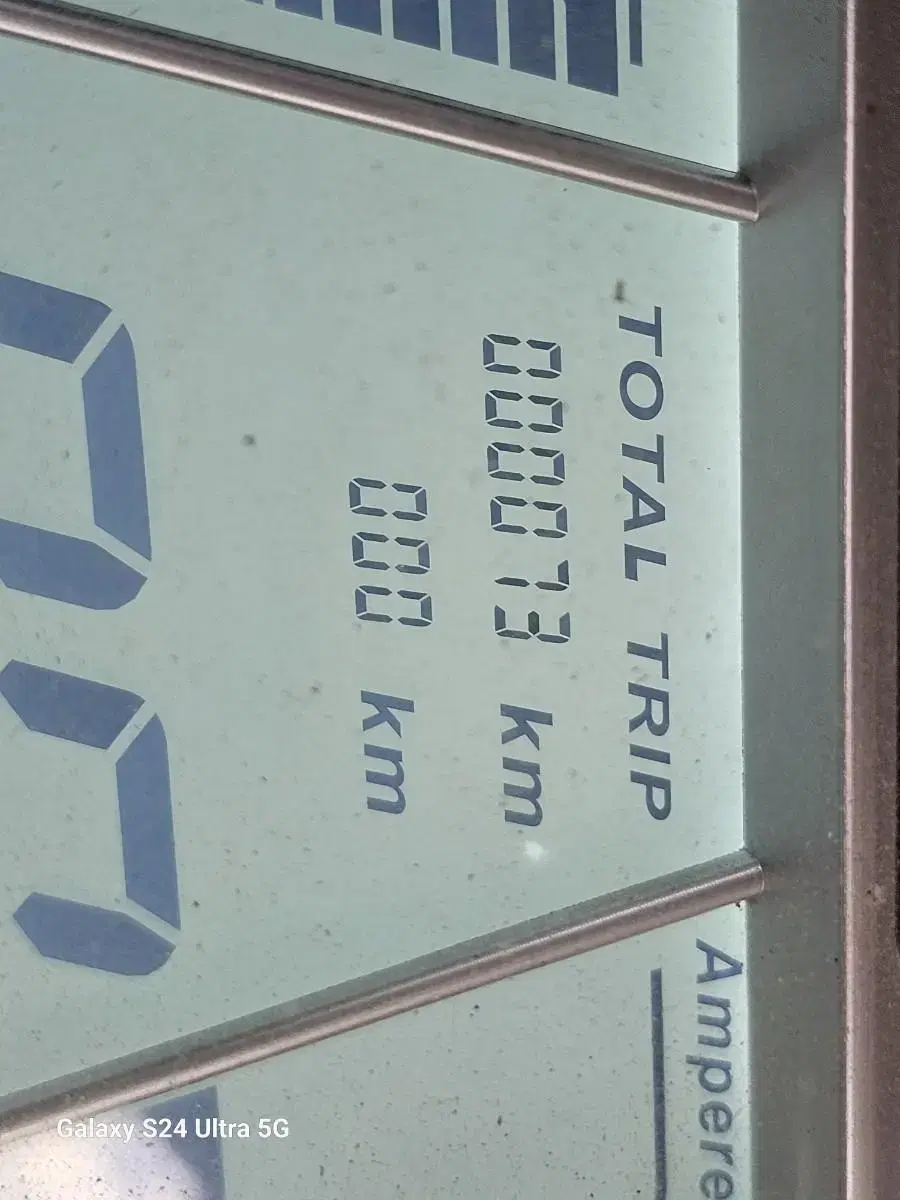 TOTAL TRIP
000073 km
000 km
Ampere
Galaxy S24 Ultra 5G